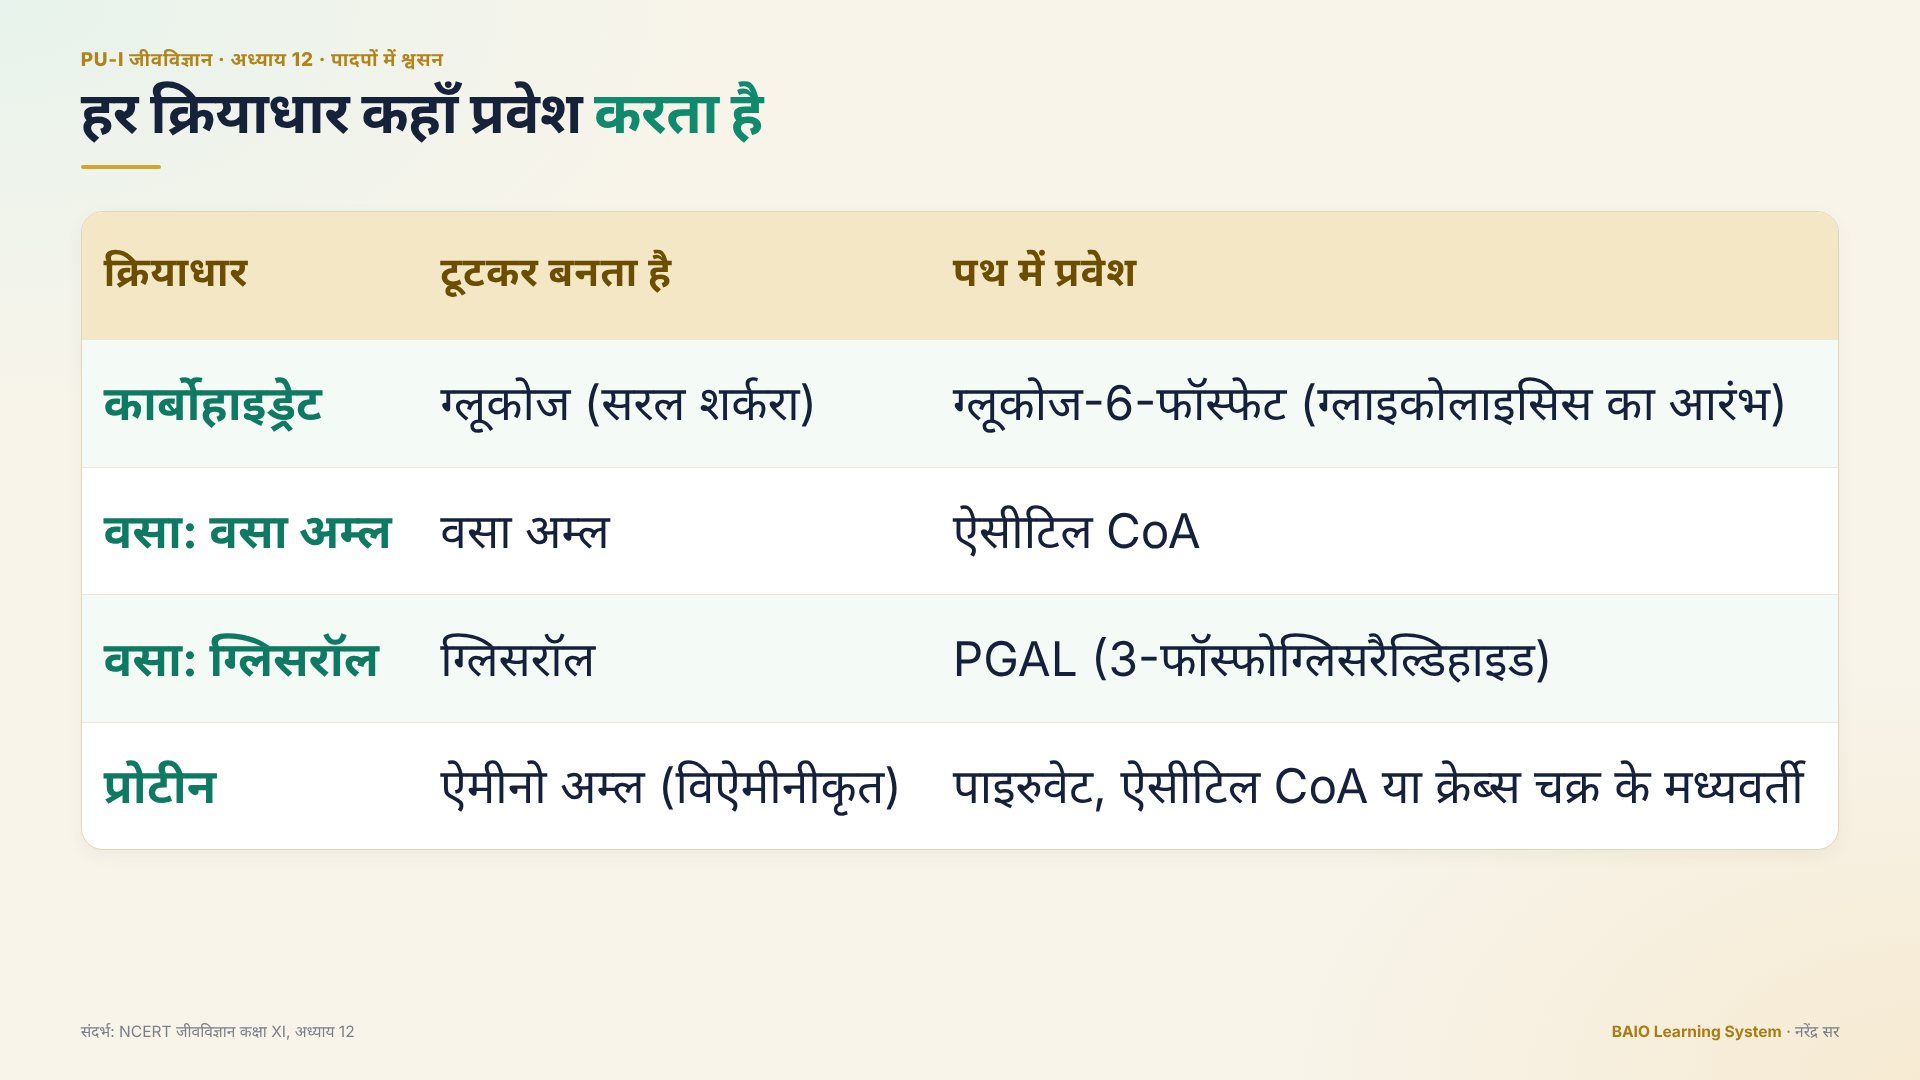 PU-I जीवविज्ञान · अध्याय 12 · पादपों में श्वसन
हर क्रियाधार कहाँ प्रवेश करता है
क्रियाधार टूटकर बनता है पथ में प्रवेश
कार्बोहाइड्रेट ग्लूकोज (सरल शर्करा) ग्लूकोज-6-फॉस्फेट (ग्लाइकोलाइसिस का आरंभ)
वसा: वसा अम्ल वसा अम्ल ऐसीटिल CoA
वसा: ग्लिसरॉल ग्लिसरॉल PGAL (3-फॉस्फोग्लिसरैल्डिहाइड)
प्रोटीन ऐमीनो अम्ल (विऐमीनीकृत) पाइरुवेट, ऐसीटिल CoA या क्रेब्स चक्र के मध्यवर्ती
संदर्भ: NCERT जीवविज्ञान कक्षा XI, अध्याय 12
BAIO Learning System · नरेंद्र सर